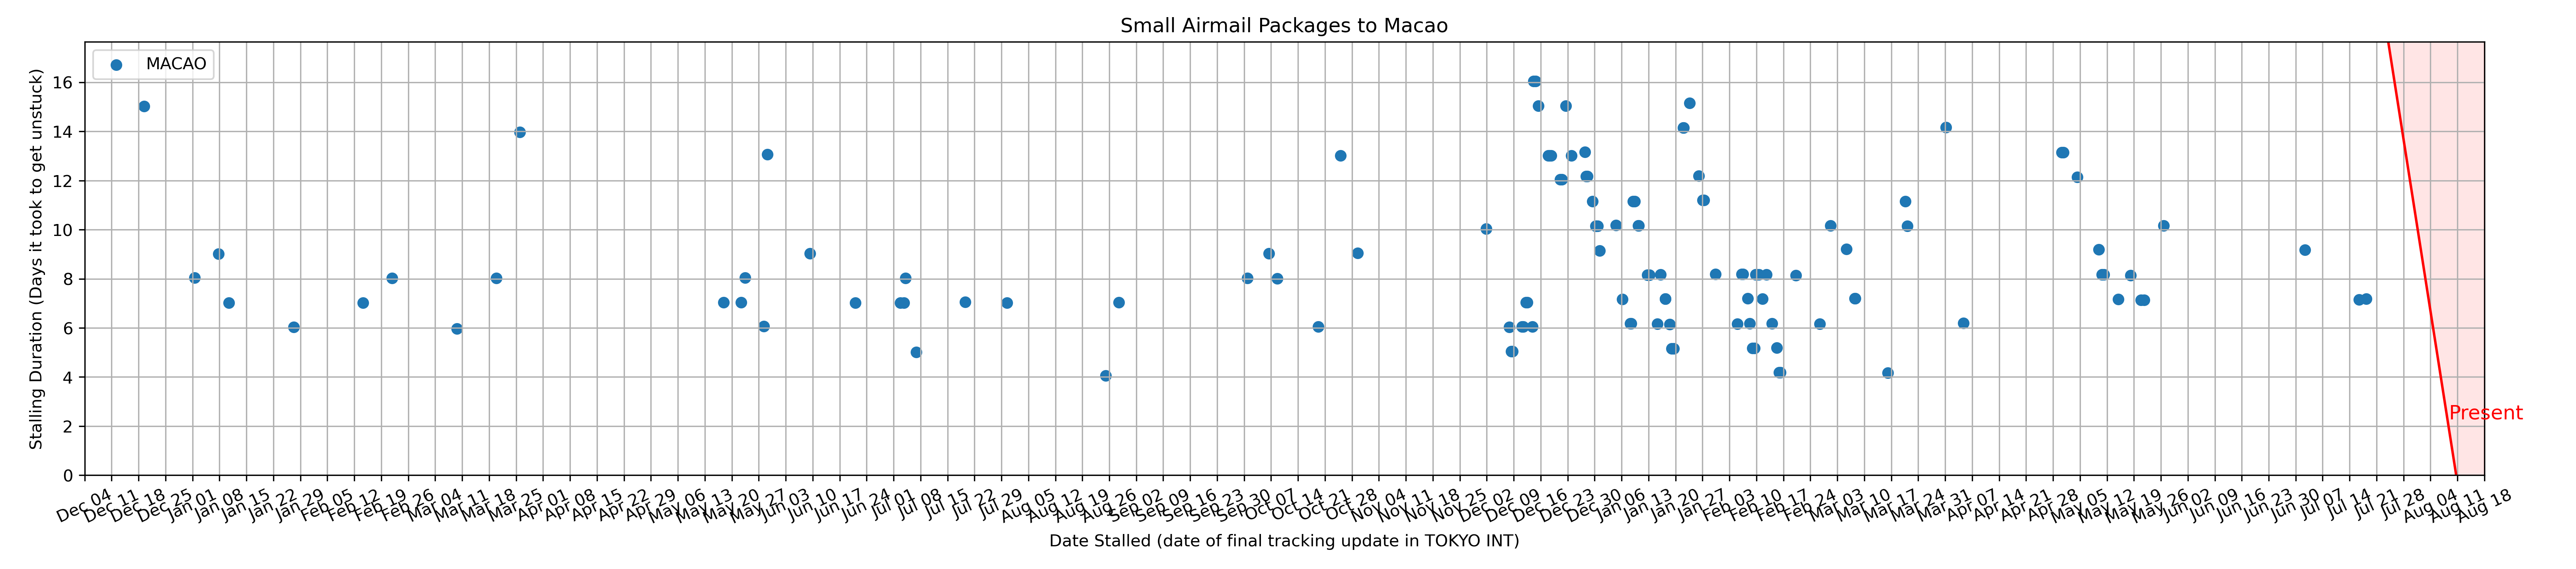 Small Airmail Packages to Macao
MACAO
Stalling Duration (Days it took to get unstuck)
16
14
12
10
8
6
4
2
0
Present
Dec 04
Dec 11
Dec 18
Dec 25
Jan 01
Jan 08
Jan 15
Jan 22
Jan 29
Feb 05
Feb 12
Feb 19
Feb 26
Mar 04
Mar 11
Mar 18
Mar 25
Apr 01
Apr 08
Apr 15
Apr 22
Apr 29
May 06
May 13
May 20
May 27
Jun 03
Jun 10
Jun 17
Jun 24
Jul 01
Jul 08
Jul 15
Jul 22
Jul 29
Aug 05
Aug 12
Aug 19
Aug 26
Sep 02
Sep 09
Sep 16
Sep 23
Sep 30
Oct 07
Oct 14
Oct 21
Oct 28
Nov 04
Nov 11
Nov 18
Nov 25
Dec 02
Dec 09
Dec 16
Dec 23
Dec 30
Jan 06
Jan 13
Jan 20
Jan 27
Feb 03
Feb 10
Feb 17
Feb 24
Mar 03
Mar 10
Mar 17
Mar 24
Mar 31
Apr 07
Apr 14
Apr 21
Apr 28
May 05
May 12
May 19
May 26
Jun 02
Jun 09
Jun 16
Jun 23
Jun 30
Jul 07
Jul 14
Jul 21
Jul 28
Aug 04
Aug 11
Aug 18
Date Stalled (date of final tracking update in TOKYO INT)